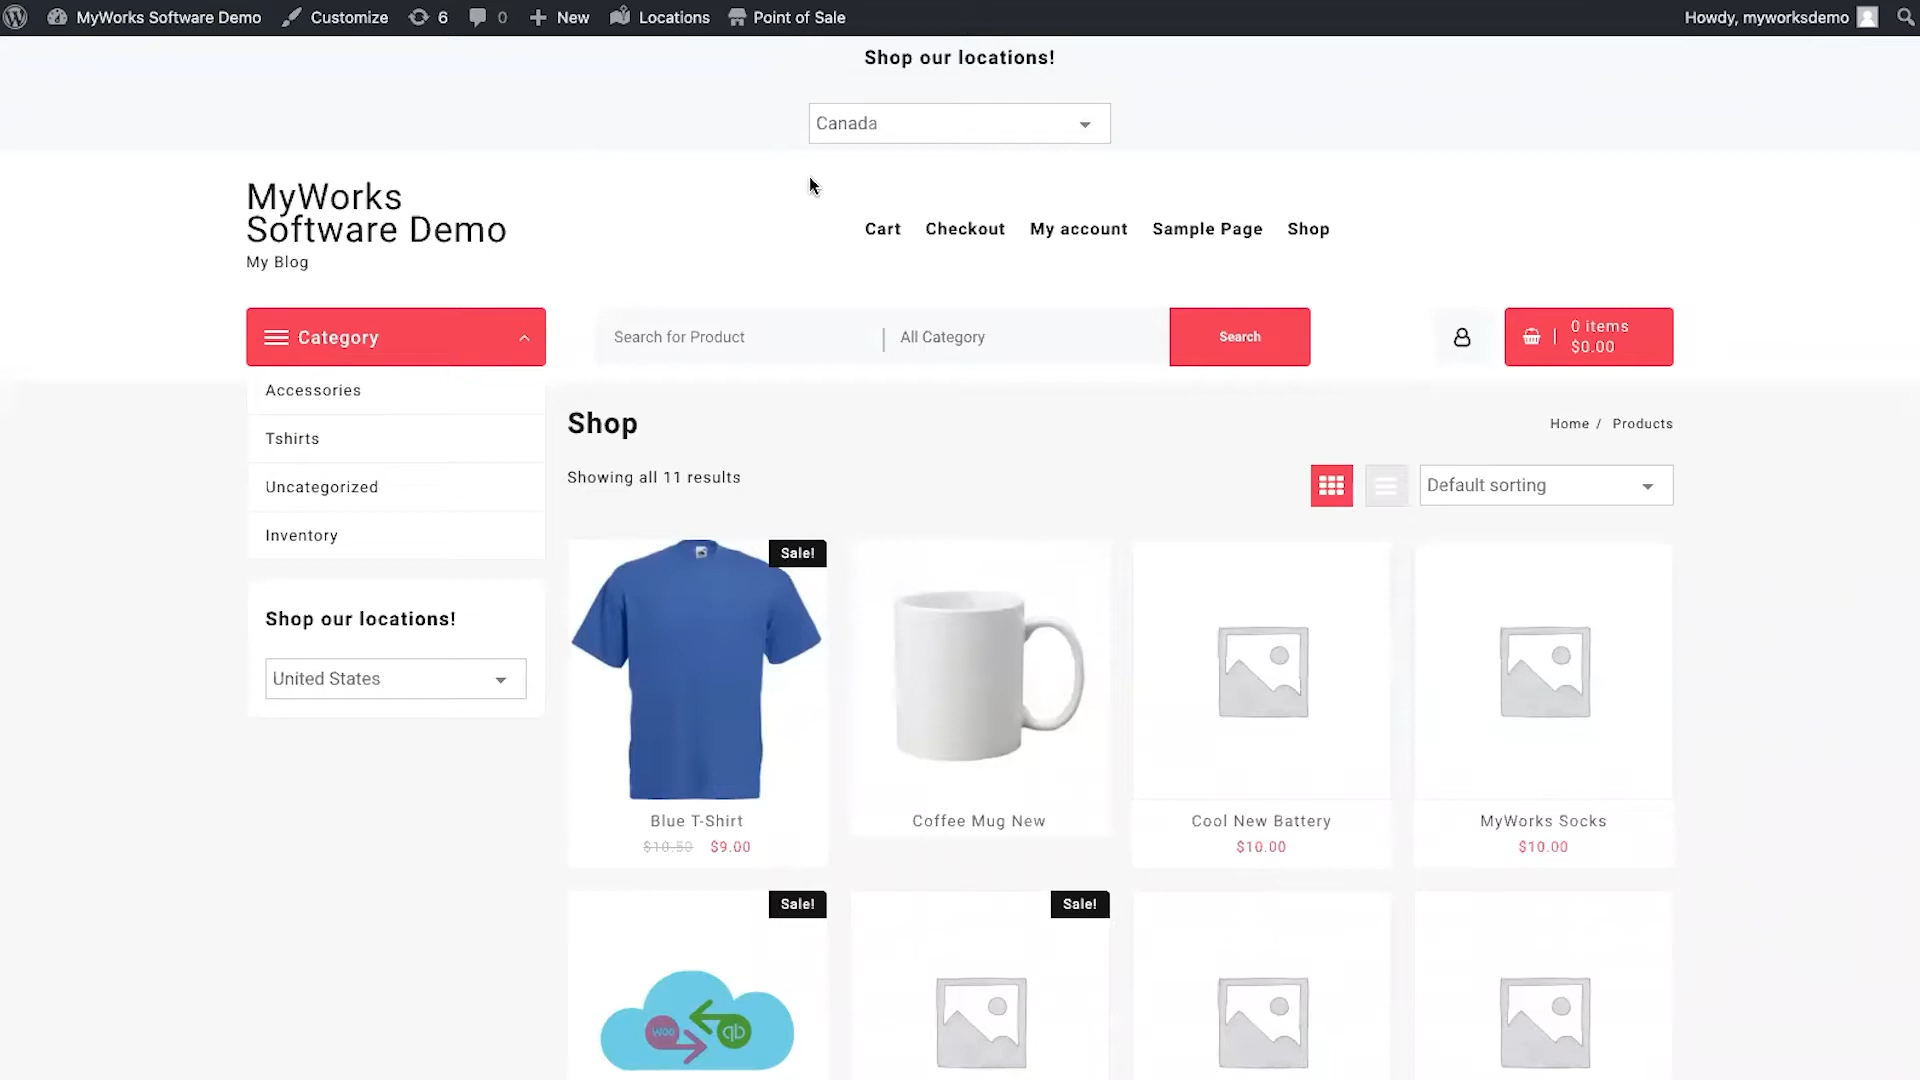 MyWorks Software Demo Customize 6 0 New Locations Point of Sale Howdy, myworksdemo
Shop our locations!
Canada
MyWorks
Software Demo
My Blog
Cart Checkout My account Sample Page Shop
Category
Search for Product All Category Search
0 items
$0.00
Accessories
Tshirts
Uncategorized
Inventory
Shop our locations!
United States
Shop
Home / Products
Showing all 11 results
Default sorting
Sale!
Blue T-Shirt
$10.50 $9.00
Coffee Mug New
Cool New Battery
$10.00
MyWorks Socks
$10.00
Sale!
woo qb
Sale!